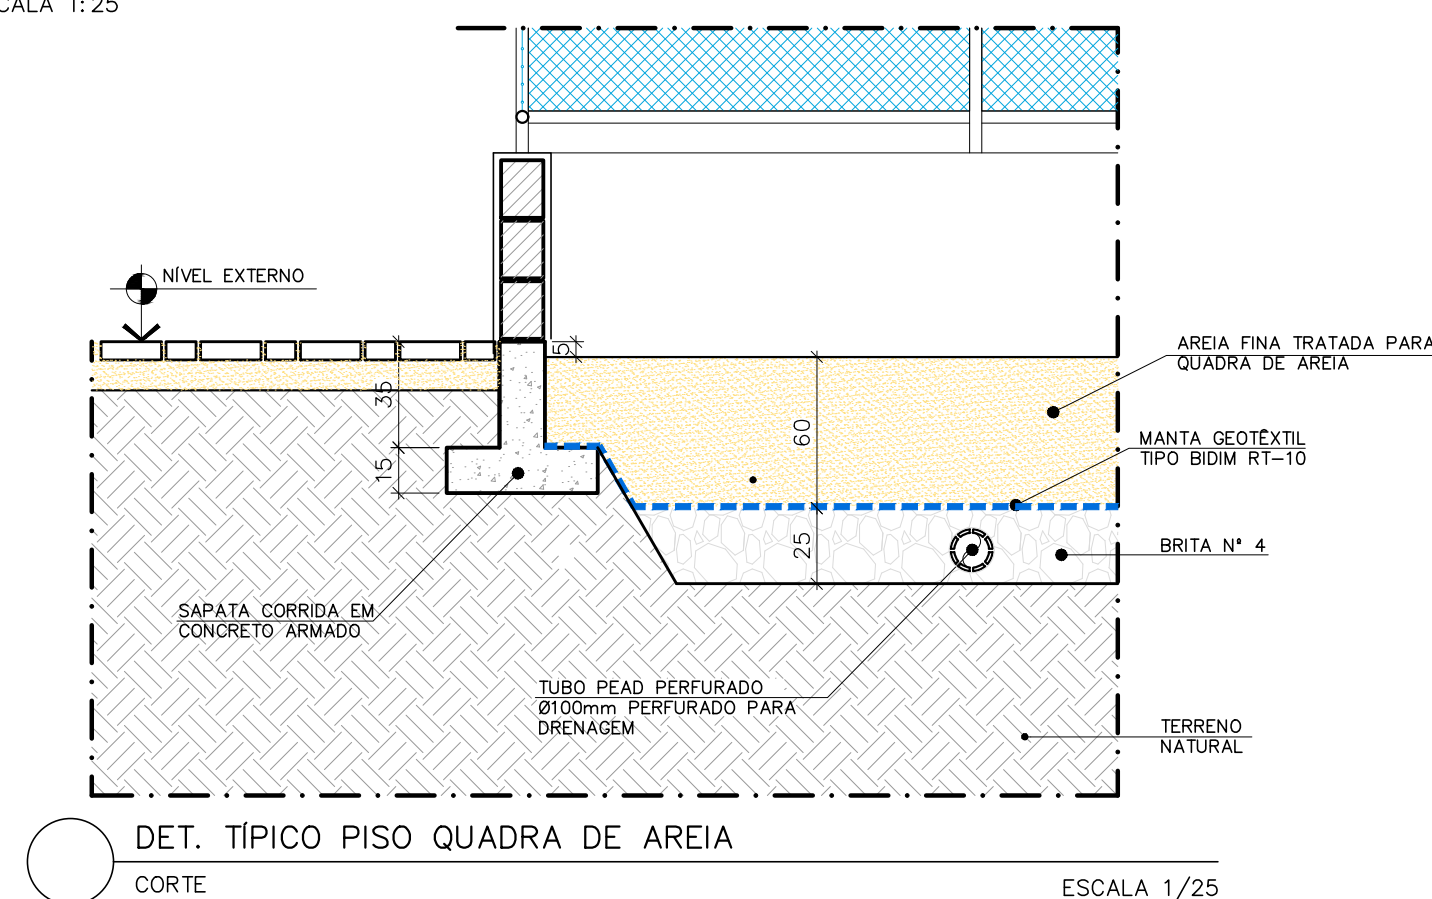 CALA 1:25
NÍVEL EXTERNO
5
AREIA FINA TRATADA PARA
QUADRA DE AREIA
35
60
MANTA GEOTÊXTIL
TIPO BIDIM RT-10
15
25
BRITA Nº 4
SAPATA CORRIDA EM
CONCRETO ARMADO
TUBO PEAD PERFURADO
Ø100mm PERFURADO PARA
DRENAGEM
TERRENO
NATURAL
DET. TÍPICO PISO QUADRA DE AREIA
CORTE
ESCALA 1/25